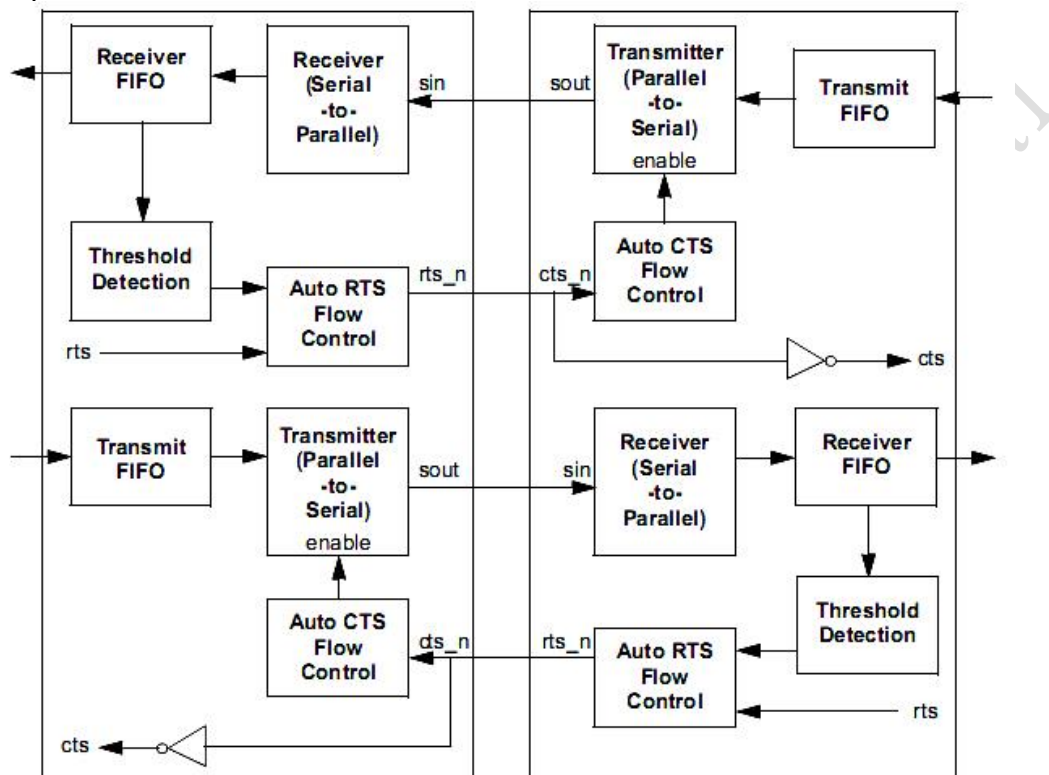 Receiver
FIFO
Receiver
(Serial
-to-
Parallel)
sin
sout
Transmitter
(Parallel
-to-
Serial)
enable
Transmit
FIFO
Threshold
Detection
Auto RTS
Flow
Control
rts_n
cts_n
Auto CTS
Flow
Control
rts
cts
Transmit
FIFO
Transmitter
(Parallel
-to-
Serial)
enable
sout
sin
Receiver
(Serial
-to-
Parallel)
Receiver
FIFO
Auto CTS
Flow
Control
cts_n
rts_n
Auto RTS
Flow
Control
Threshold
Detection
rts
cts